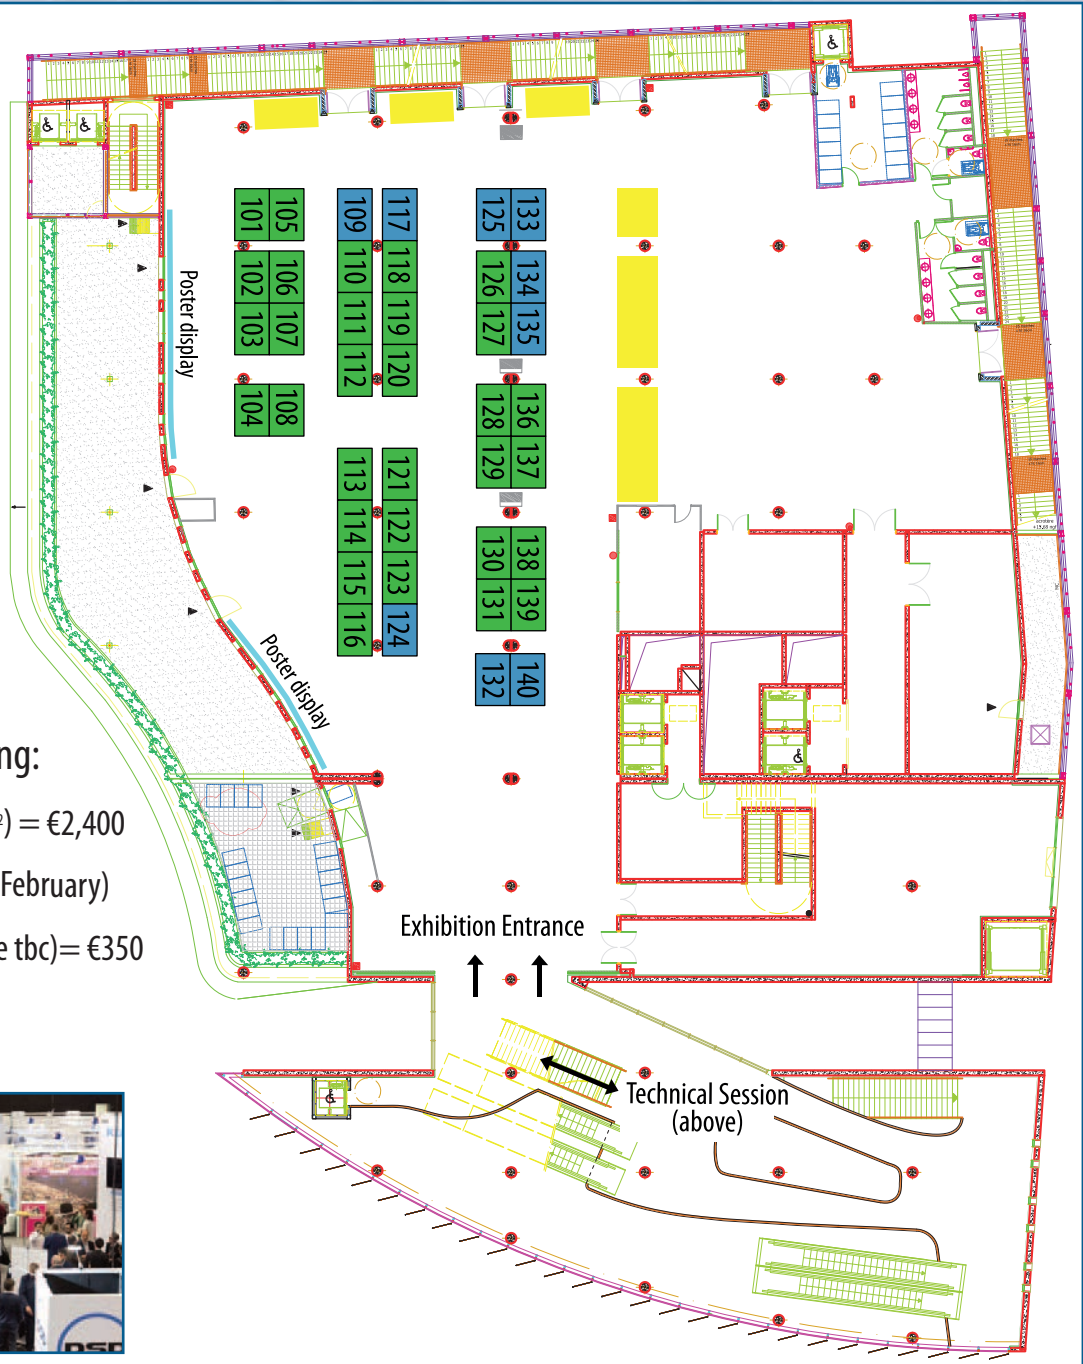 101 105
102 106
103 107
104 108
109 117
110 118
111 119
112 120
113 121
114 122
115 123
116 124
125 133
126 134
127 135
128 136
129 137
130 138
131 139
132 140
Poster display
Poster display
ng:
²) = €2,400
February)
e tbc)= €350
Exhibition Entrance
Technical Session
(above)